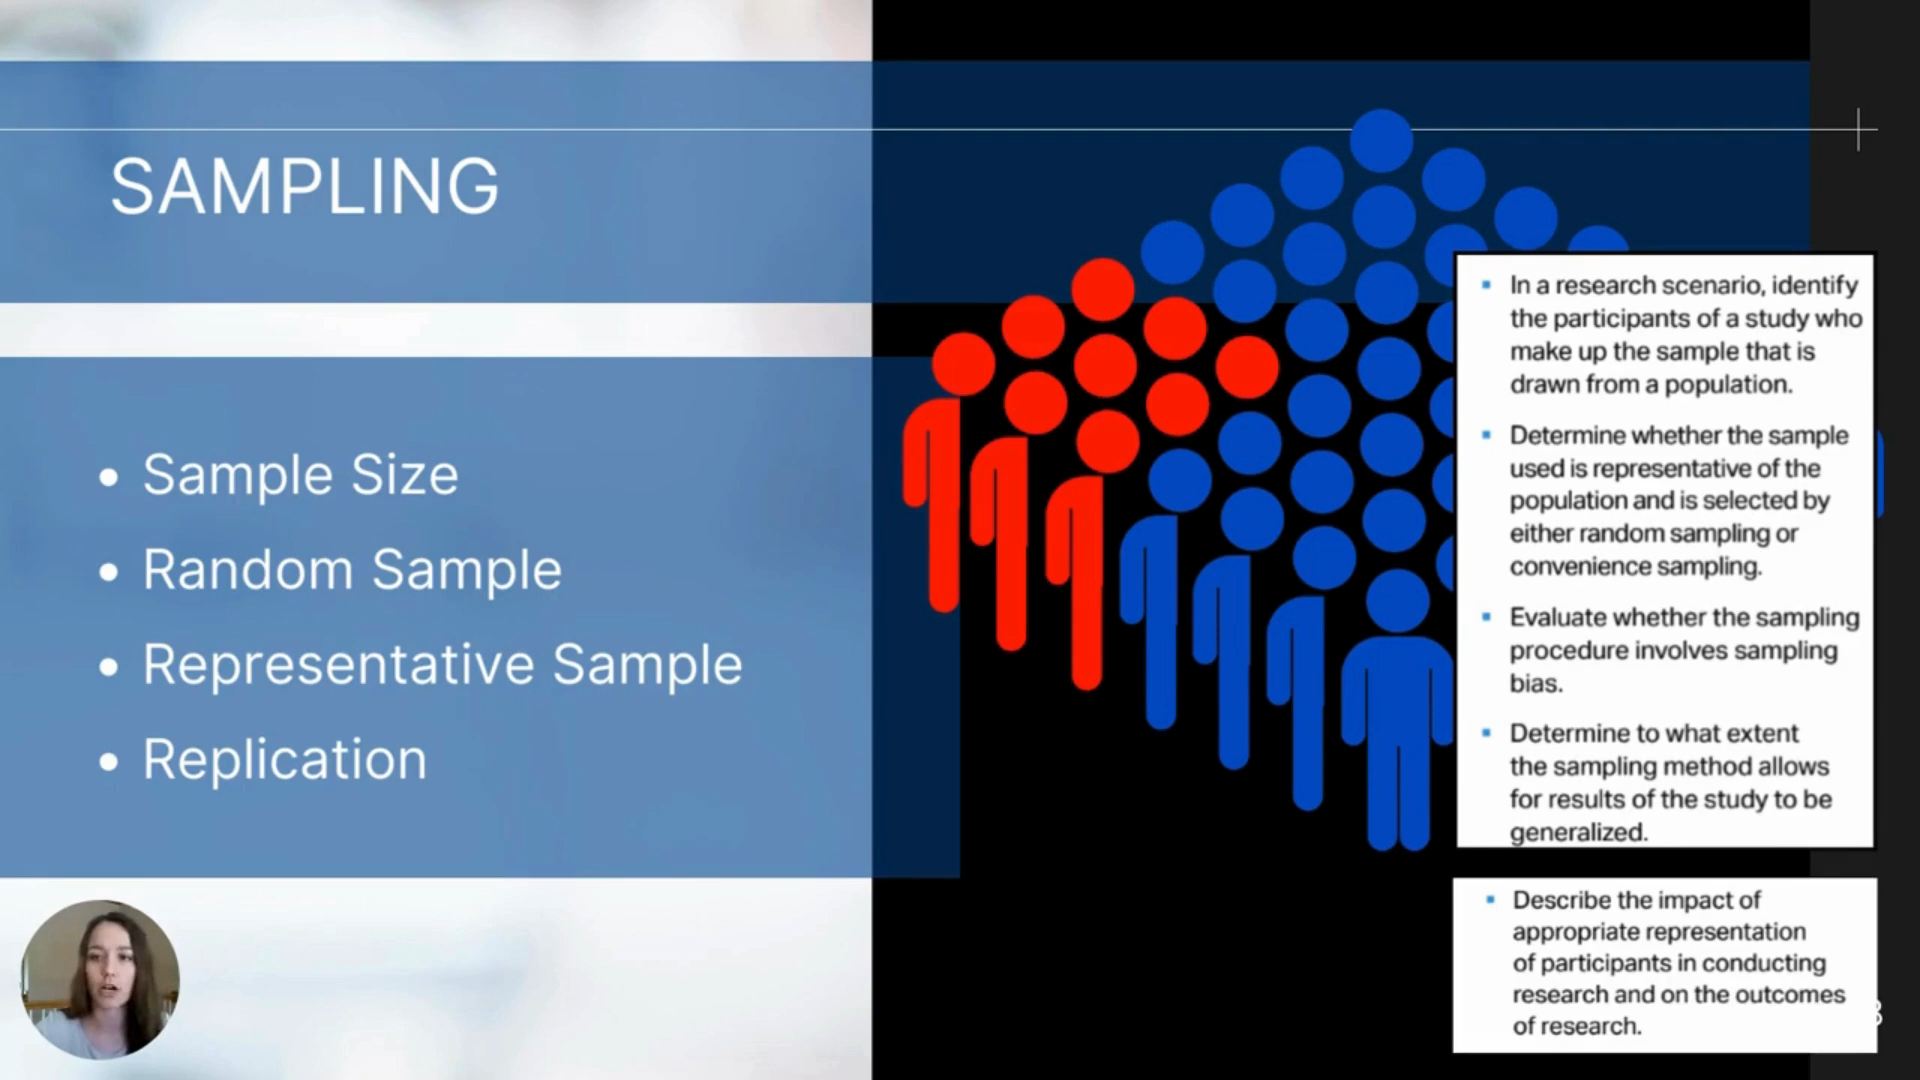 SAMPLING
• Sample Size
• Random Sample
• Representative Sample
• Replication
▪ In a research scenario, identify
the participants of a study who
make up the sample that is
drawn from a population.
▪ Determine whether the sample
used is representative of the
population and is selected by
either random sampling or
convenience sampling.
▪ Evaluate whether the sampling
procedure involves sampling
bias.
▪ Determine to what extent
the sampling method allows
for results of the study to be
generalized.
▪ Describe the impact of
appropriate representation
of participants in conducting
research and on the outcomes
of research.